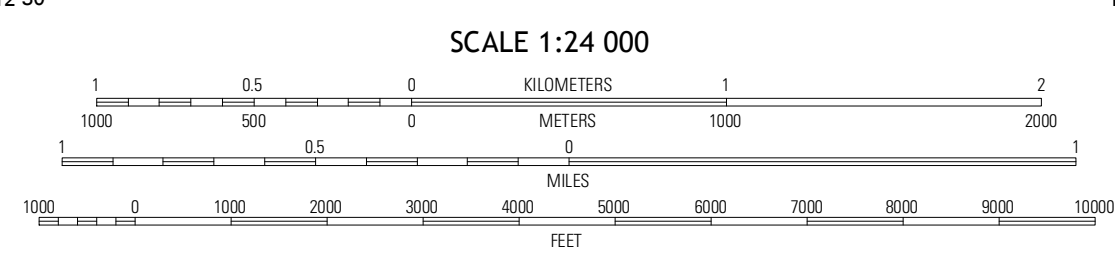 SCALE 1:24 000
1 0.5 0 KILOMETERS 1 2
1000 500 0 METERS 1000 2000
1 0.5 0 1
MILES
1000 0 1000 2000 3000 4000 5000 6000 7000 8000 9000 10000
FEET